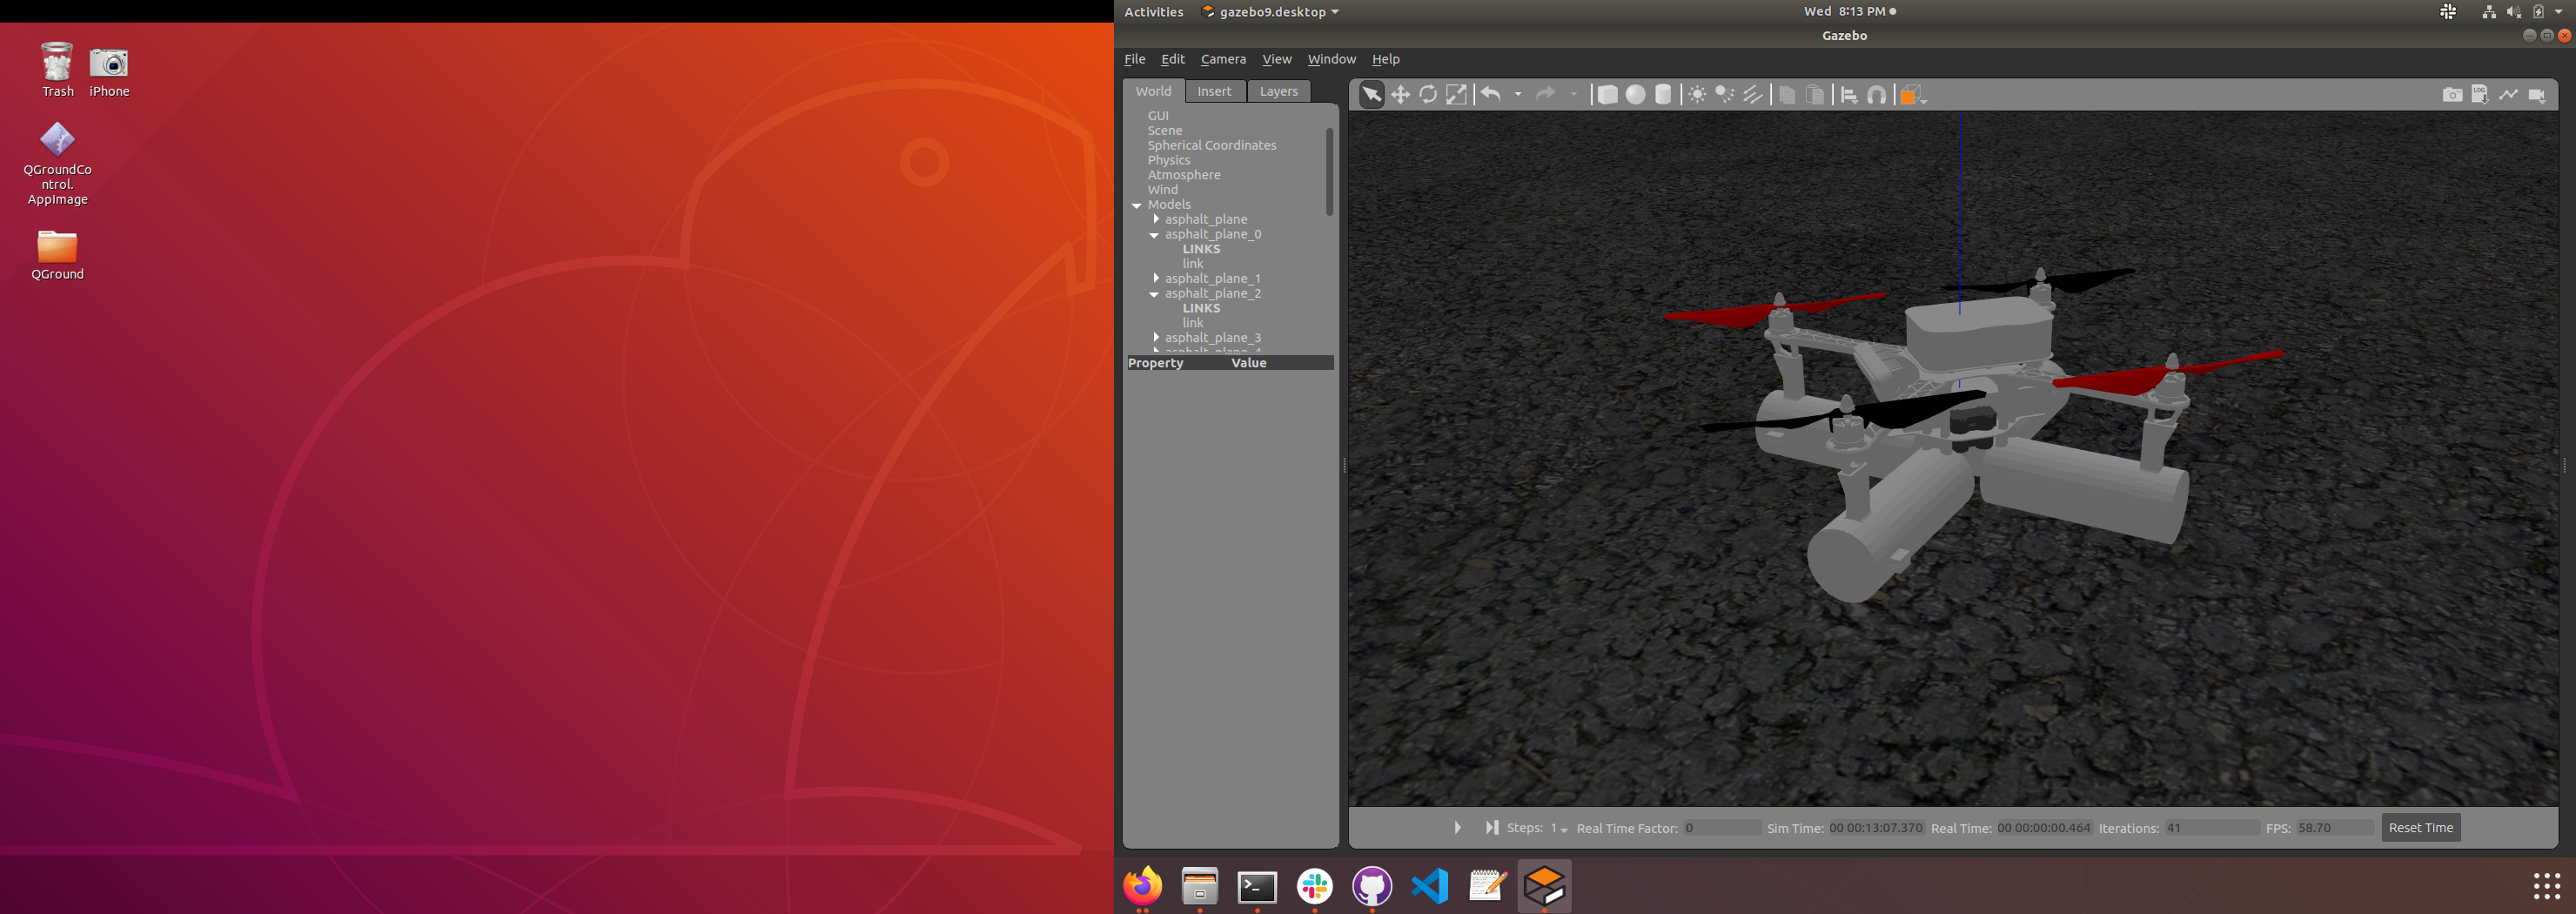 Activities gazebo9.desktop Wed 8:13 PM
Gazebo
File Edit Camera View Window Help
Trash iPhone
QGroundCo
ntrol.
AppImage
QGround
World Insert Layers
GUI
Scene
Spherical Coordinates
Physics
Atmosphere
Wind
Models
asphalt_plane
asphalt_plane_0
LINKS
link
asphalt_plane_1
asphalt_plane_2
LINKS
link
asphalt_plane_3
Property Value
LOG
Steps: 1 Real Time Factor: 0 Sim Time: 00 00:13:07.370 Real Time: 00 00:00:00.464 Iterations: 41 FPS: 58.70 Reset Time